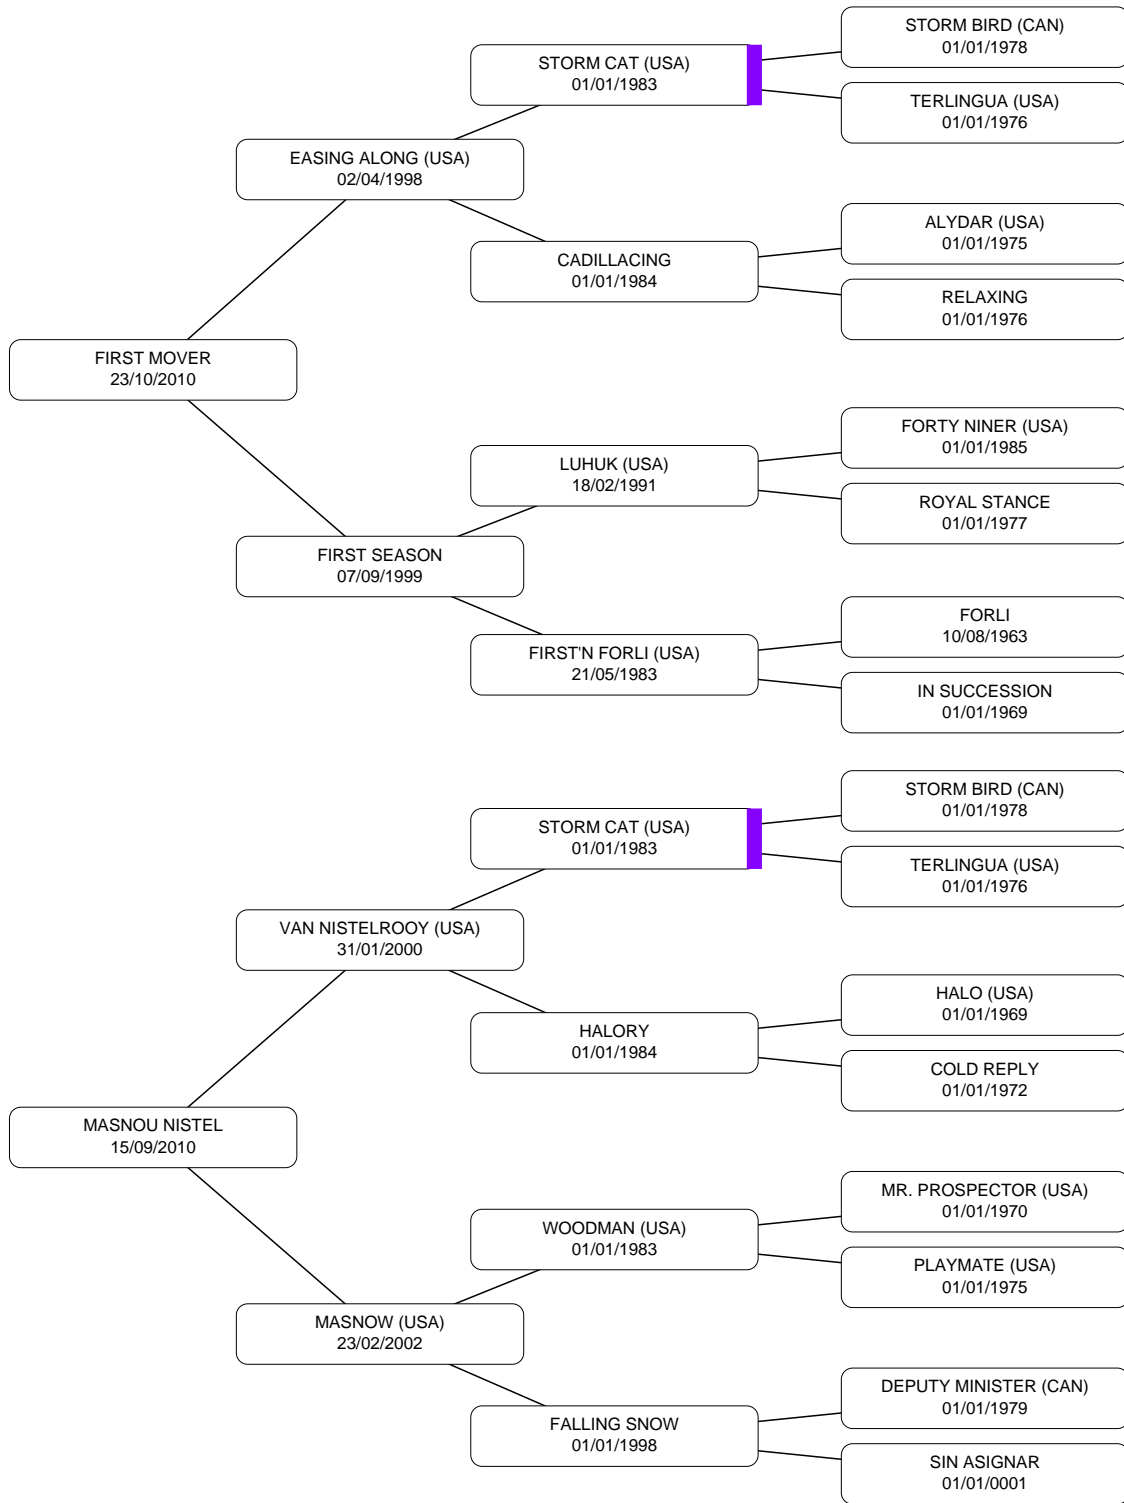 STORM BIRD (CAN)
01/01/1978
STORM CAT (USA)
01/01/1983
TERLINGUA (USA)
01/01/1976
EASING ALONG (USA)
02/04/1998
ALYDAR (USA)
01/01/1975
CADILLACING
01/01/1984
RELAXING
01/01/1976
FIRST MOVER
23/10/2010
FORTY NINER (USA)
01/01/1985
LUHUK (USA)
18/02/1991
ROYAL STANCE
01/01/1977
FIRST SEASON
07/09/1999
FORLI
10/08/1963
FIRST'N FORLI (USA)
21/05/1983
IN SUCCESSION
01/01/1969
STORM BIRD (CAN)
01/01/1978
STORM CAT (USA)
01/01/1983
TERLINGUA (USA)
01/01/1976
VAN NISTELROOY (USA)
31/01/2000
HALO (USA)
01/01/1969
HALORY
01/01/1984
COLD REPLY
01/01/1972
MASNOU NISTEL
15/09/2010
MR. PROSPECTOR (USA)
01/01/1970
WOODMAN (USA)
01/01/1983
PLAYMATE (USA)
01/01/1975
MASNOW (USA)
23/02/2002
DEPUTY MINISTER (CAN)
01/01/1979
FALLING SNOW
01/01/1998
SIN ASIGNAR
01/01/0001